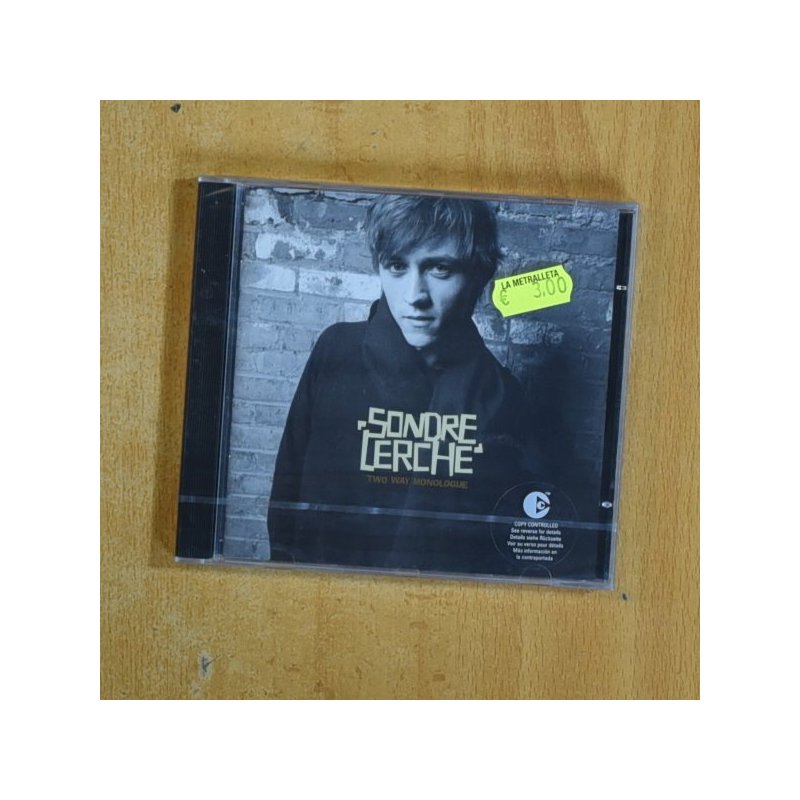 LA METRALLETA
€ 3.00
SONDRE
LERCHE
TWO WAY MONOLOGUE
COPY CONTROLLED
See reverse for details
Details siehe Rückseite
Voir au verso pour détails
Más información en
la contraportada